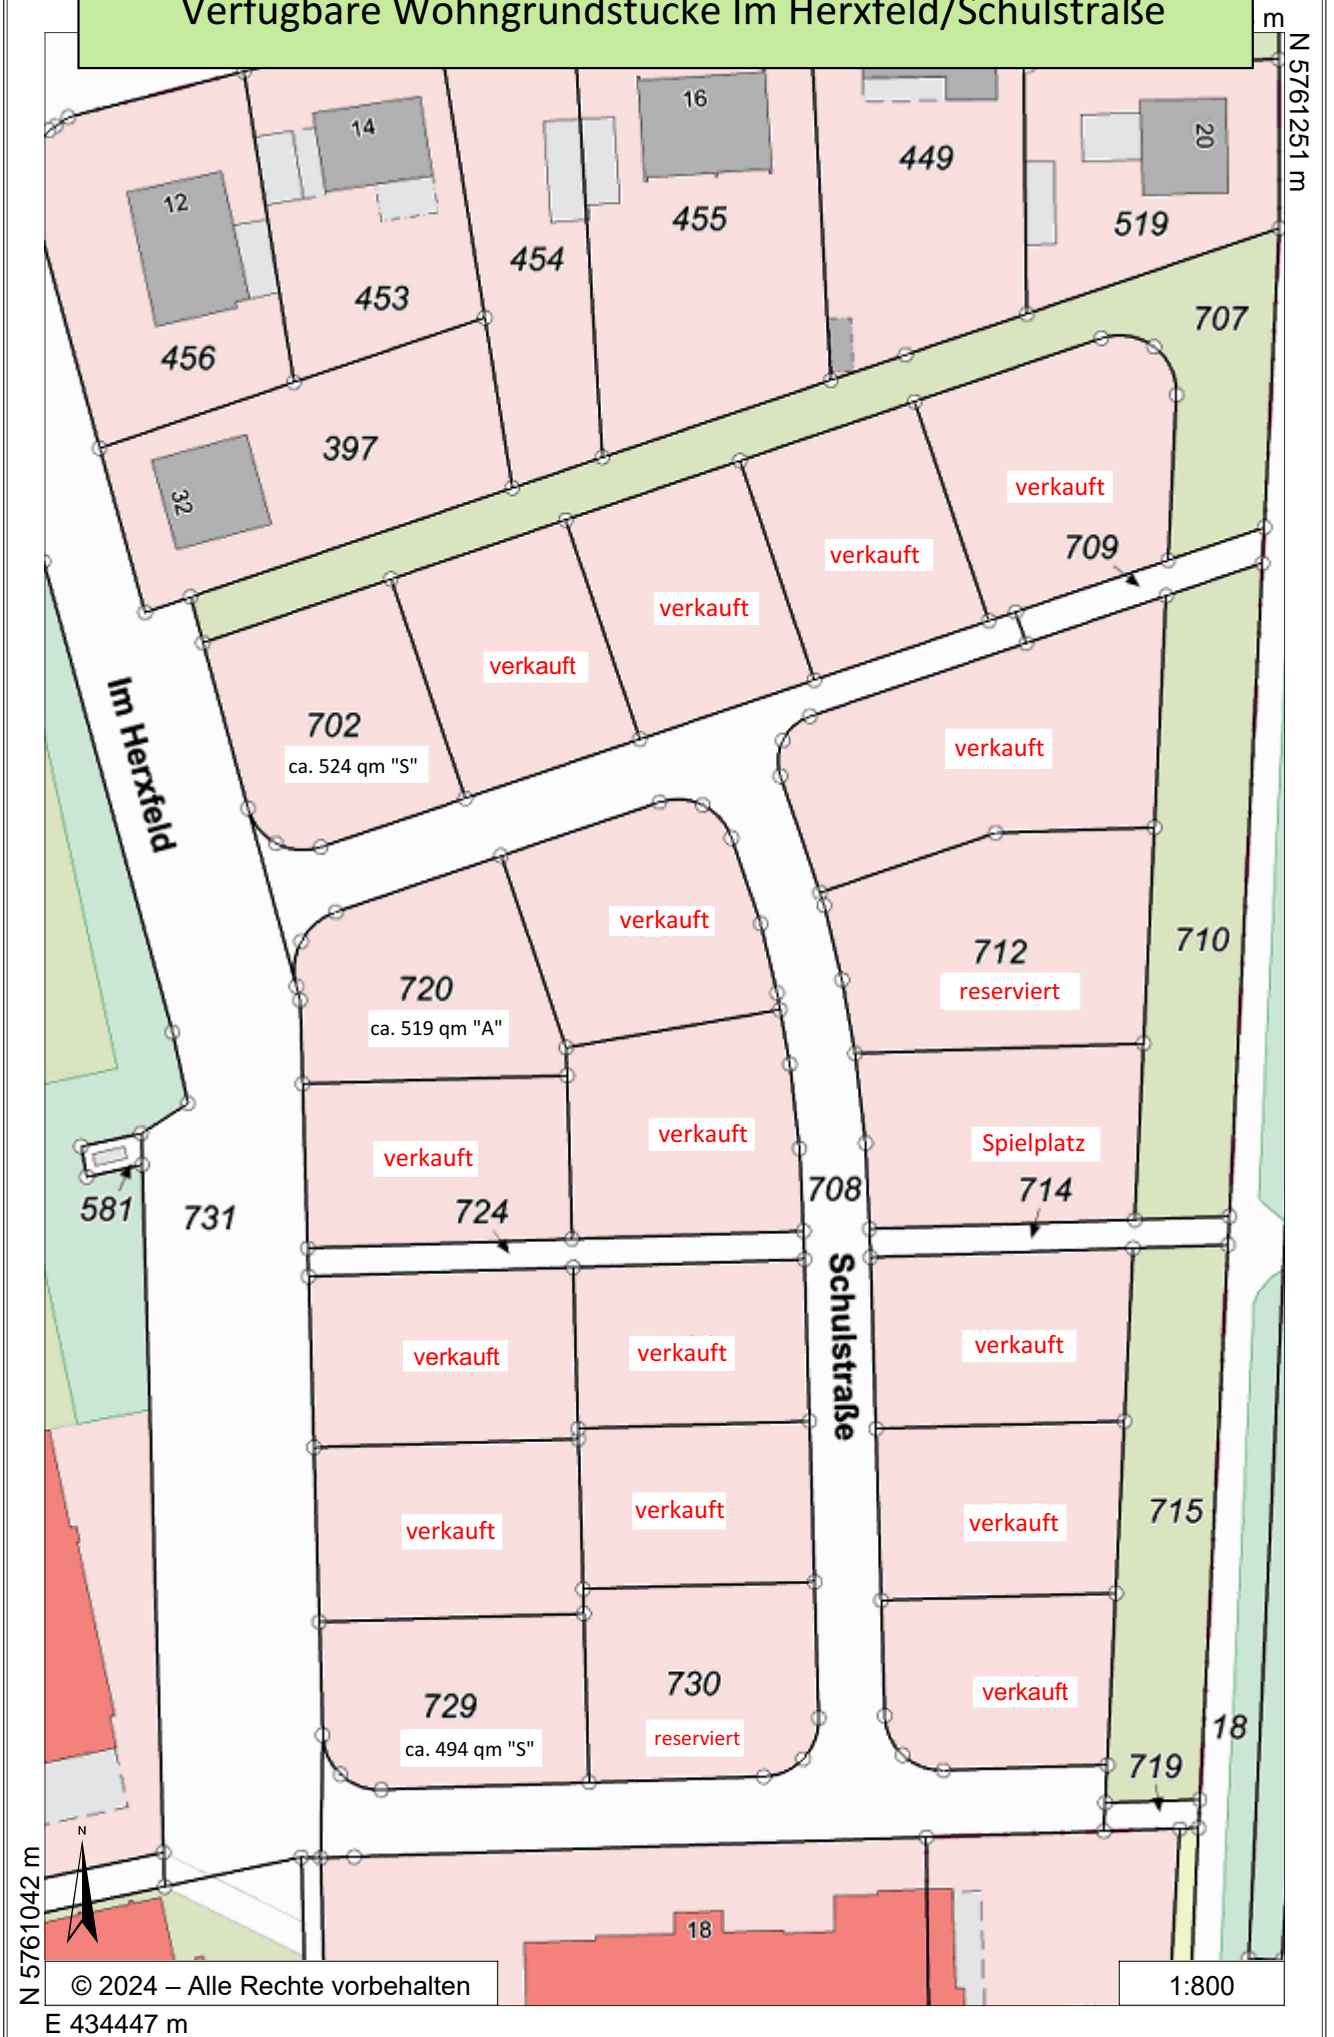 Verfügbare Wohngrundstücke Im Herxfeld/Schulstraße
m
N 5761251 m
14
16
20
12
449
519
455
454
453
456
707
397
32
verkauft
709
verkauft
verkauft
verkauft
702
ca. 524 qm "S"
Im Herxfeld
verkauft
verkauft
710
712
reserviert
720
ca. 519 qm "A"
verkauft
verkauft
Spielplatz
581
731
724
708
714
Schulstraße
verkauft
verkauft
verkauft
verkauft
verkauft
verkauft
715
729
ca. 494 qm "S"
730
reserviert
verkauft
18
719
N
18
N 5761042 m
© 2024 – Alle Rechte vorbehalten
1:800
E 434447 m